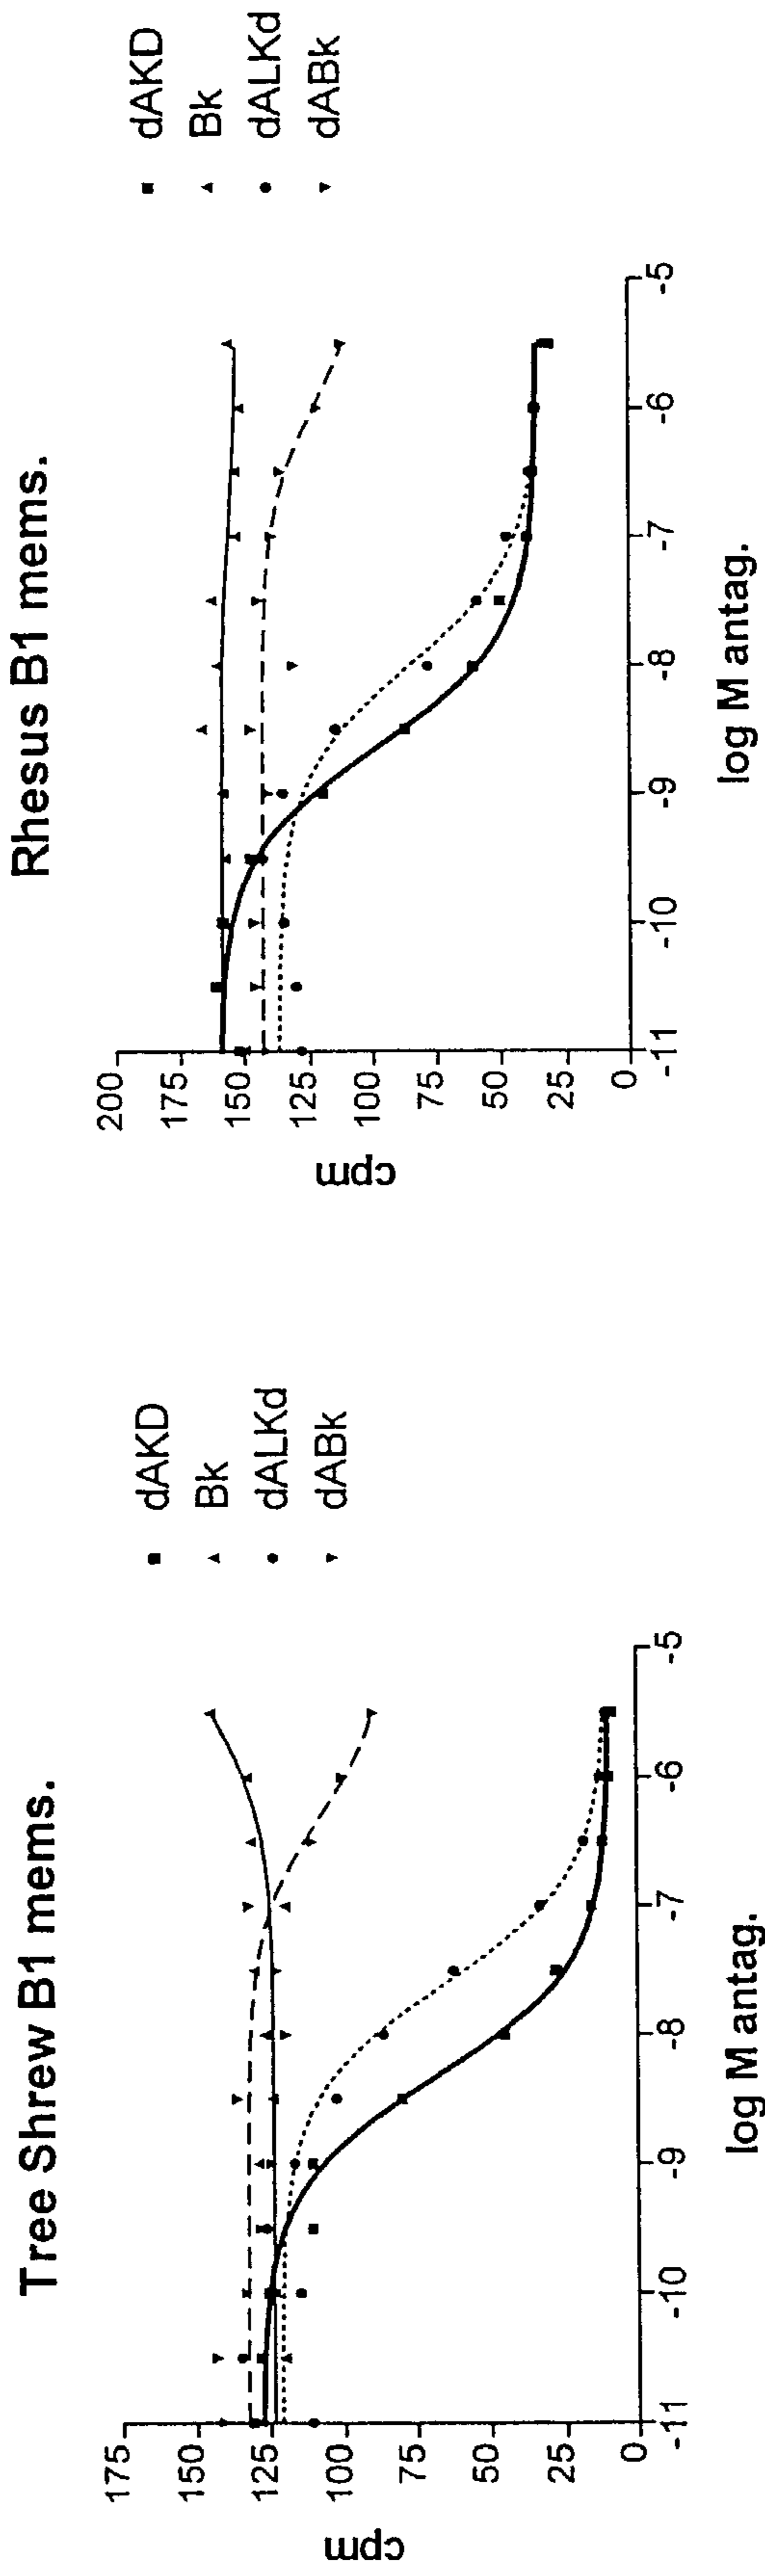 Tree Shrew B1 mems.
175
150
125
100
75
50
25
0
cpm
-11
-10
-9
-8
-7
-6
-5
log M antag.
dAKD
Bk
dALKd
dABk
Rhesus B1 mems.
200
175
150
125
100
75
50
25
0
cpm
-11
-10
-9
-8
-7
-6
-5
log M antag.
dAKD
Bk
dALKd
dABk